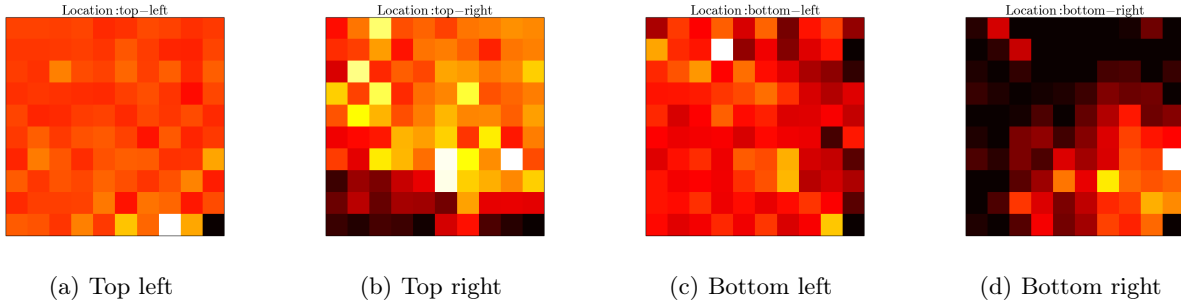 Location:top−left
Location:top−right
Location:bottom−left
Location:bottom−right
(a) Top left
(b) Top right
(c) Bottom left
(d) Bottom right